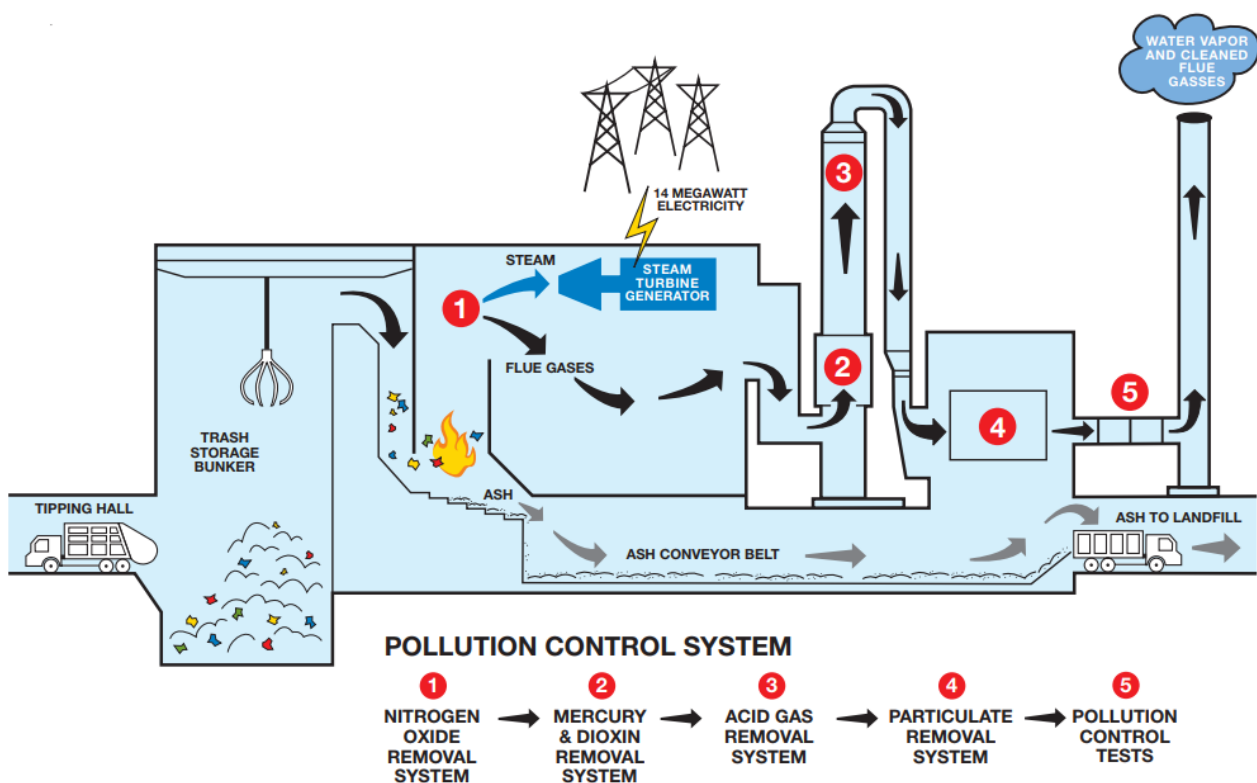 WATER VAPOR
AND CLEANED
FLUE
GASSES
3
14 MEGAWATT
ELECTRICITY
STEAM
STEAM
TURBINE
GENERATOR
1
FLUE GASES
2
5
4
TRASH
STORAGE
BUNKER
ASH
TIPPING HALL
ASH TO LANDFILL
ASH CONVEYOR BELT
POLLUTION CONTROL SYSTEM
1
NITROGEN
OXIDE
REMOVAL
SYSTEM
2
MERCURY
& DIOXIN
REMOVAL
SYSTEM
3
ACID GAS
REMOVAL
SYSTEM
4
PARTICULATE
REMOVAL
SYSTEM
5
POLLUTION
CONTROL
TESTS